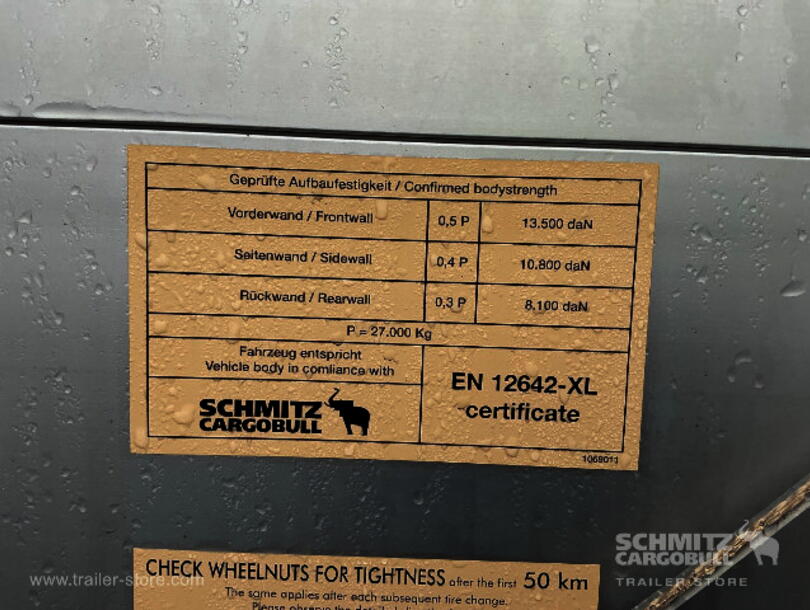 Geprüfte Aufbaufestigkeit / Confirmed bodystrength
Vorderwand / Frontwall 0,5 P 13.500 daN
Seitenwand / Sidewall 0,4 P 10.800 daN
Rückwand / Rearwall 0,3 P 8.100 daN
P = 27.000 Kg
Fahrzeug entspricht
Vehicle body in comliance with
EN 12642-XL
certificate
SCHMITZ
CARGOBULL
1068011
CHECK WHEELNUTS FOR TIGHTNESS after the first 50 km
The same applies after each subsequent tire change.
Please observe the
www.trailer-store.com
SCHMITZ
CARGOBULL
TRAILER STORE